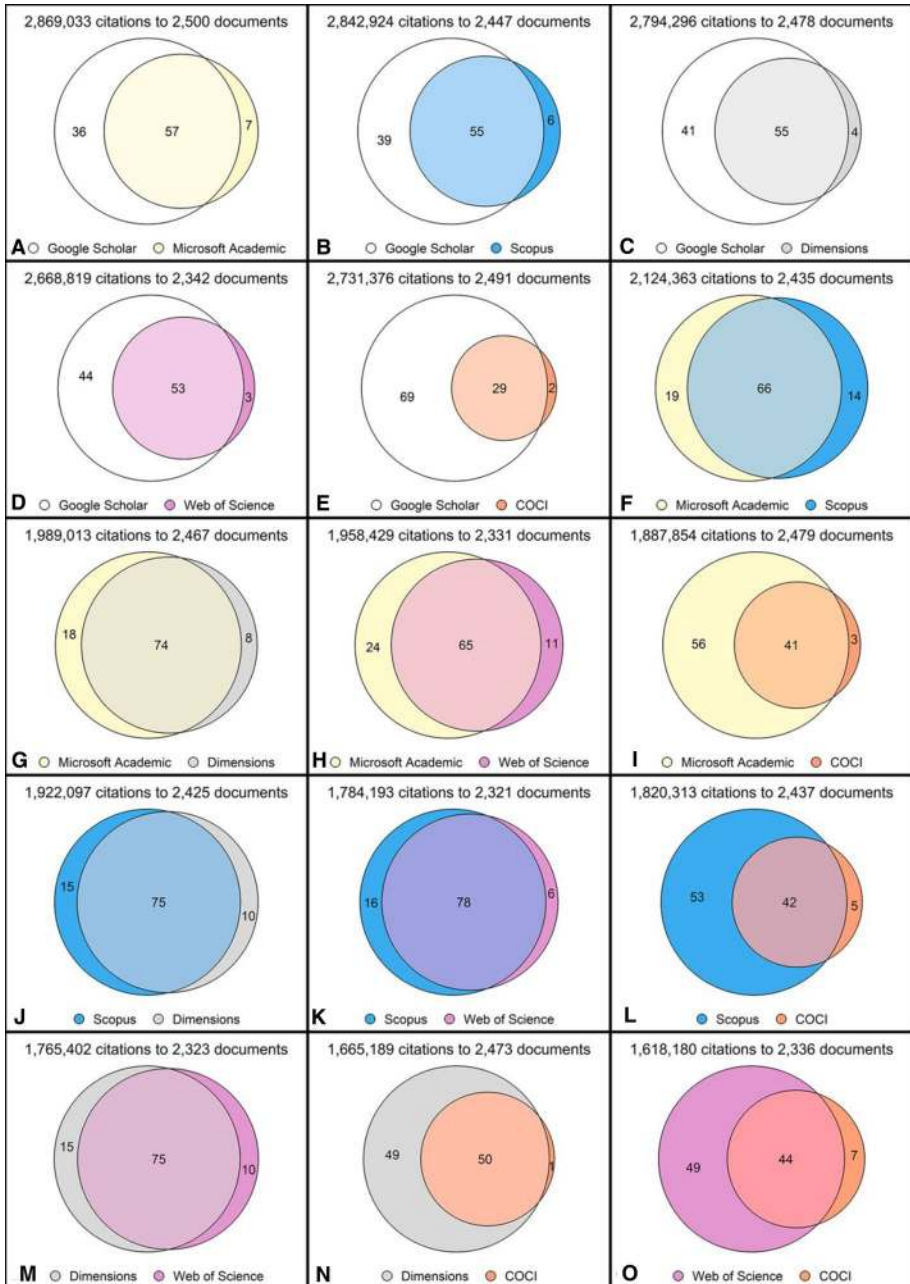 2,869,033 citations to 2,500 documents
36
57
7
A Google Scholar Microsoft Academic
2,842,924 citations to 2,447 documents
39
55
6
B Google Scholar Scopus
2,794,296 citations to 2,478 documents
41
55
4
C Google Scholar Dimensions
2,668,819 citations to 2,342 documents
44
53
3
D Google Scholar Web of Science
2,731,376 citations to 2,491 documents
69
29
2
E Google Scholar COCI
2,124,363 citations to 2,435 documents
19
66
14
F Microsoft Academic Scopus
1,989,013 citations to 2,467 documents
18
74
8
G Microsoft Academic Dimensions
1,958,429 citations to 2,331 documents
24
65
11
H Microsoft Academic Web of Science
1,887,854 citations to 2,479 documents
56
41
3
I Microsoft Academic COCI
1,922,097 citations to 2,425 documents
15
75
10
J Scopus Dimensions
1,784,193 citations to 2,321 documents
16
78
6
K Scopus Web of Science
1,820,313 citations to 2,437 documents
53
42
5
L Scopus COCI
1,765,402 citations to 2,323 documents
15
75
10
M Dimensions Web of Science
1,665,189 citations to 2,473 documents
49
50
1
N Dimensions COCI
1,618,180 citations to 2,336 documents
49
44
7
O Web of Science COCI